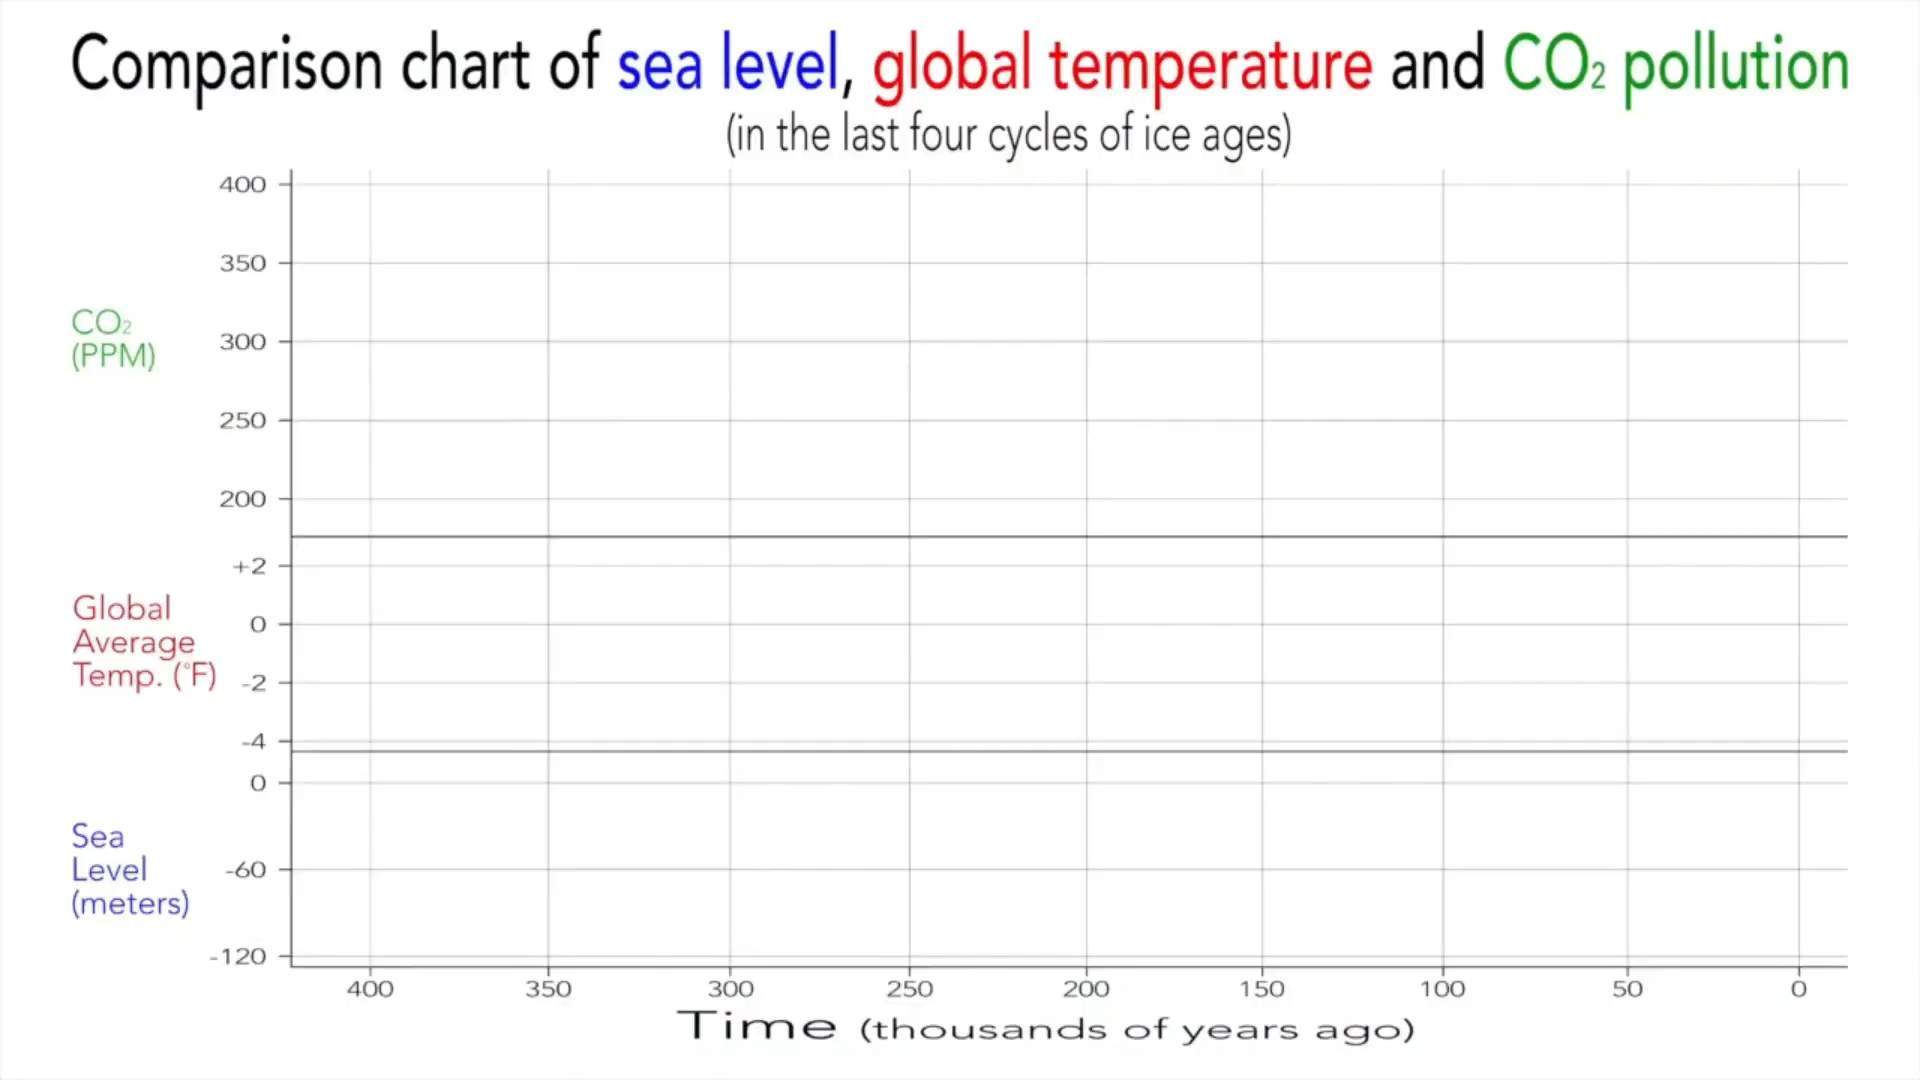 Comparison chart of sea level, global temperature and CO₂ pollution
(in the last four cycles of ice ages)
400
350
CO₂
(PPM)
300
250
200
+2
Global
Average
Temp. (°F)
0
-2
-4
0
Sea
Level
(meters)
-60
-120
400 350 300 250 200 150 100 50 0
Time (thousands of years ago)